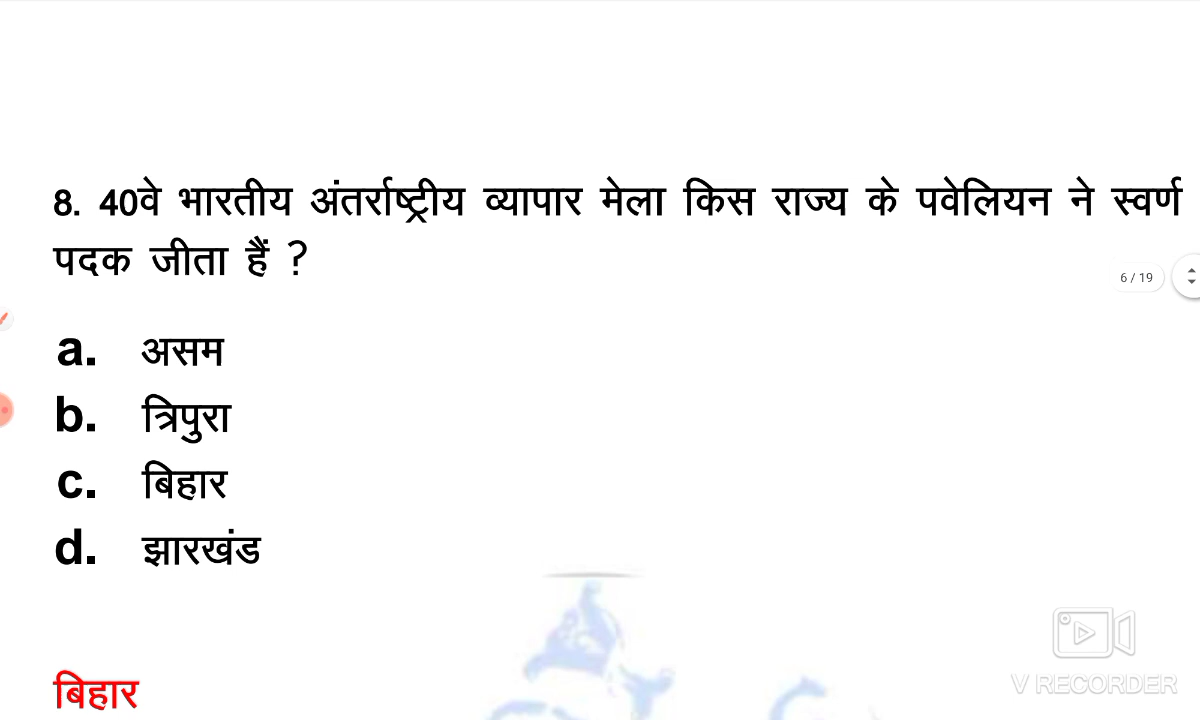 8. 40वे भारतीय अंतर्राष्ट्रीय व्यापार मेला किस राज्य के पवेलियन ने स्वर्ण
पदक जीता हैं ?
6 / 19
a. असम
b. त्रिपुरा
c. बिहार
d. झारखंड
बिहार
V RECORDER